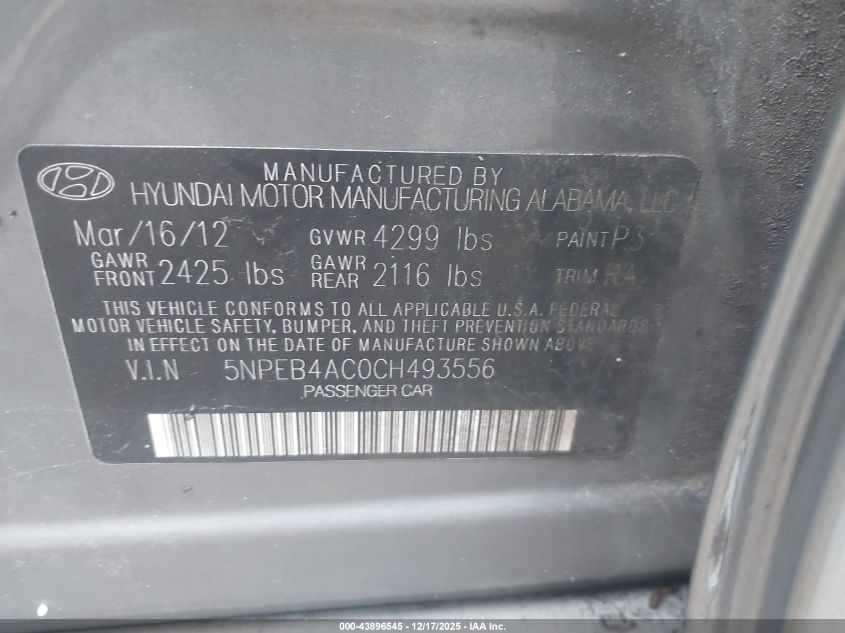 MANUFACTURED BY
HYUNDAI MOTOR MANUFACTURING ALABAMA, LLC
Mar/16/12 GVWR 4299 lbs PAINT P3
GAWR FRONT 2425 lbs GAWR REAR 2116 lbs TRIM RA
THIS VEHICLE CONFORMS TO ALL APPLICABLE U.S.A. FEDERAL
MOTOR VEHICLE SAFETY, BUMPER, AND THEFT PREVENTION STANDARDS
IN EFFECT ON THE DATE OF MANUFACTURE SHOWN ABOVE
V.I.N 5NPEB4AC0CH493556
PASSENGER CAR
000-43896545 - 12/17/2025 - IAA Inc.